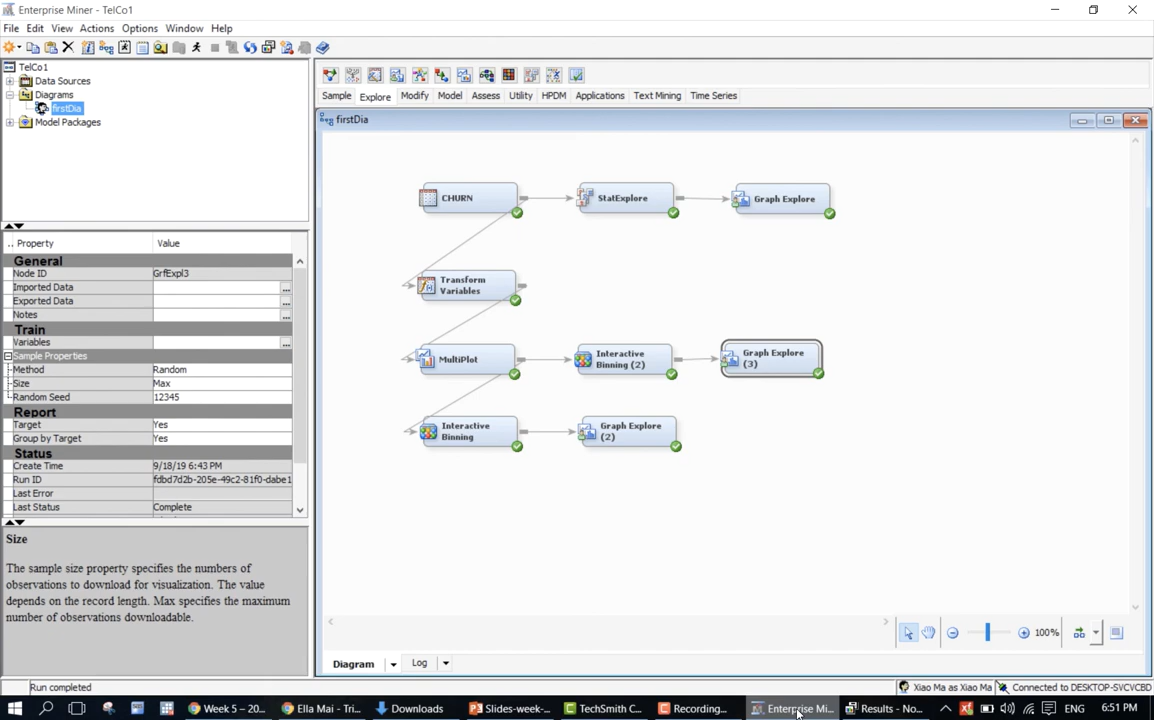 Enterprise Miner - TelCo1
File Edit View Actions Options Window Help
TelCo1
Data Sources
Diagrams
firstDia
Model Packages
Sample Explore Modify Model Assess Utility HPDM Applications Text Mining Time Series
firstDia
CHURN
StatExplore
Graph Explore
Transform
Variables
MultiPlot
Interactive
Binning (2)
Graph Explore
(3)
Interactive
Binning
Graph Explore
(2)
.. Property Value
General
Node ID GrfExpl3
Imported Data ...
Exported Data ...
Notes ...
Train
Variables ...
Sample Properties
Method Random
Size Max
Random Seed 12345
Report
Target Yes
Group by Target Yes
Status
Create Time 9/18/19 6:43 PM
Run ID fdbd7d2b-205e-49c2-81f0-dabe1
Last Error
Last Status Complete
Size
The sample size property specifies the numbers of
observations to download for visualization. The value
depends on the record length. Max specifies the maximum
number of observations downloadable.
100%
Diagram Log
Run completed
Xiao Ma as Xiao Ma Connected to DESKTOP-SVCVCBD
Week 5 – 20... Ella Mai - Tri... Downloads Slides-week-... TechSmith C... Recording... Enterprise Mi... Results - No... ENG 6:51 PM